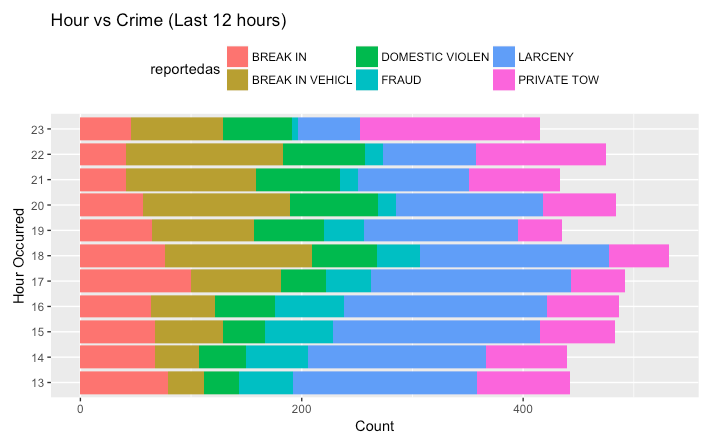 Hour vs Crime (Last 12 hours)
reportedas
BREAK IN
DOMESTIC VIOLEN
LARCENY
BREAK IN VEHICL
FRAUD
PRIVATE TOW
Hour Occurred
23
22
21
20
19
18
17
16
15
14
13
0
200
400
Count